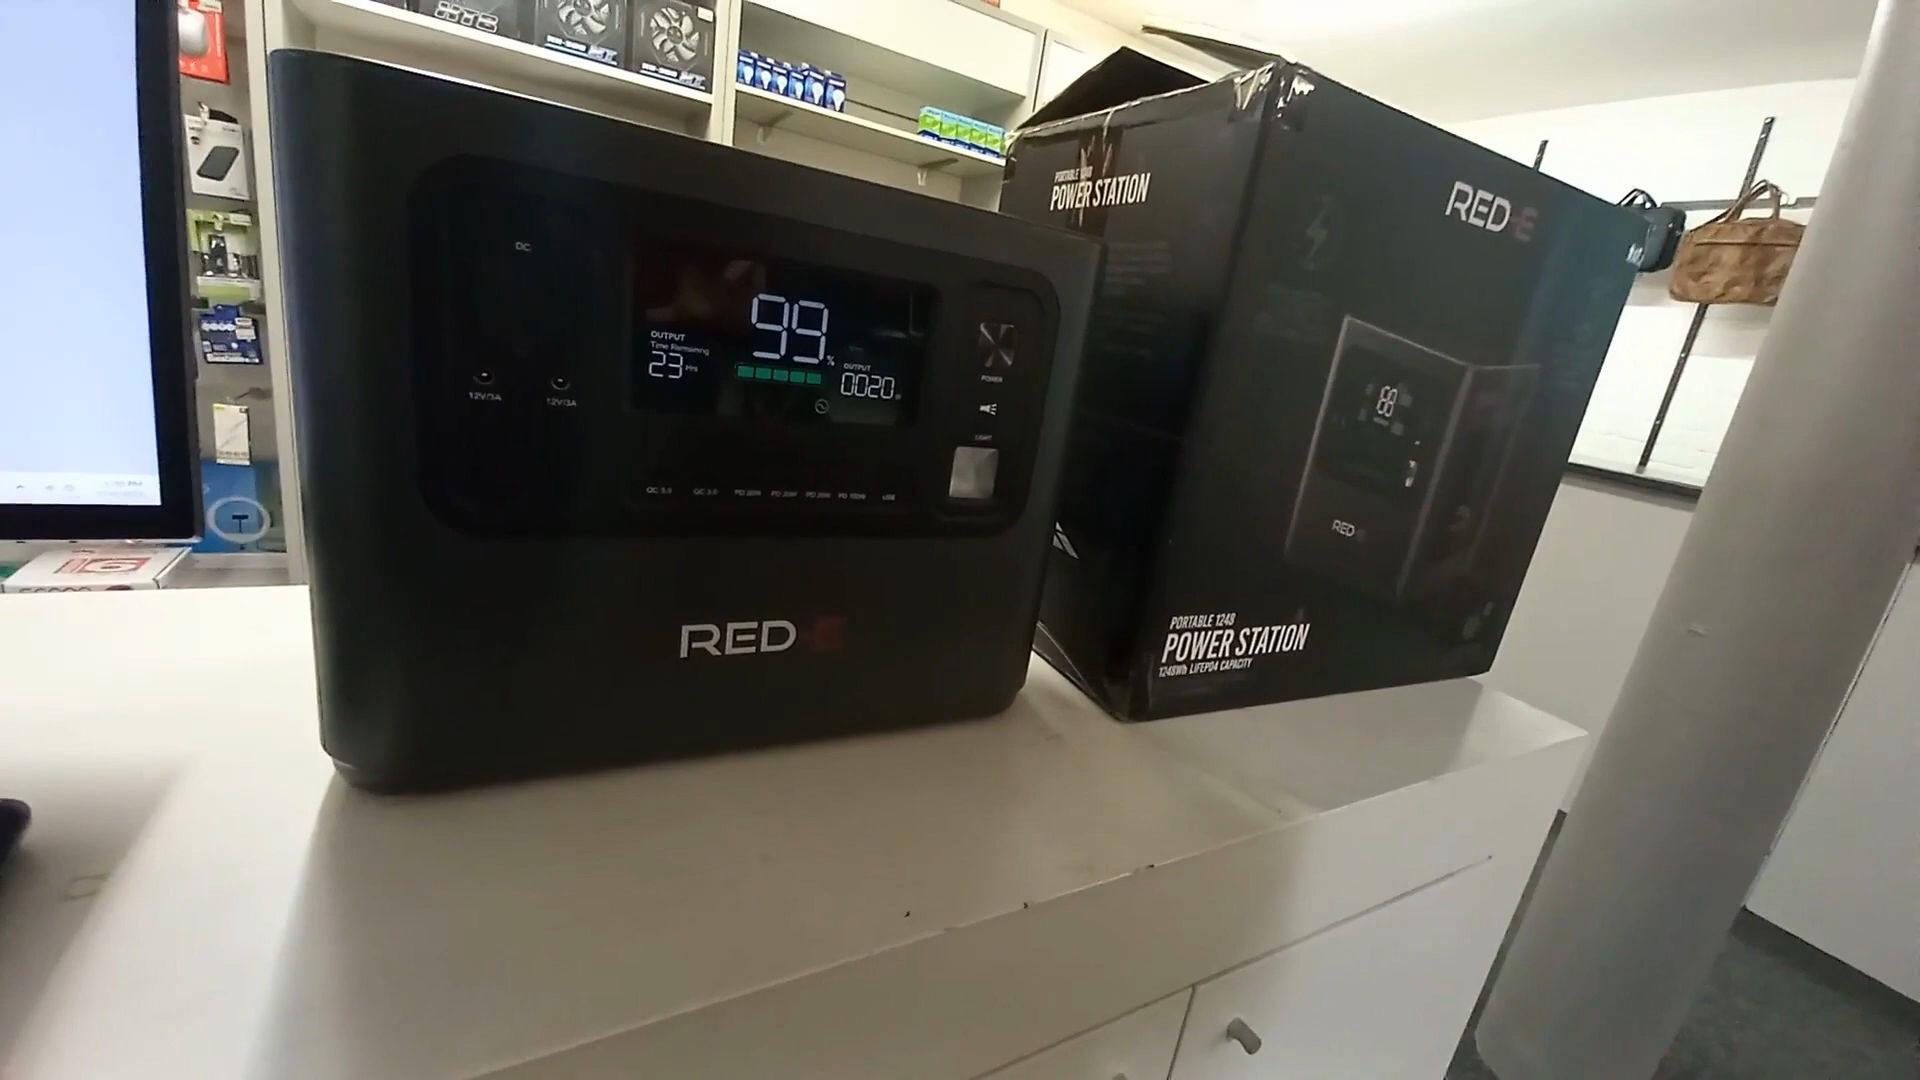 DC
12V/3A
12V/3A
OUTPUT
Time Remaining
23 Hrs
99%
OUTPUT
0020
POWER
LIGHT
QC 3.0
QC 3.0
PD 20W
PD 20W
PD 20W
PD 100W
USB
RED-E
PORTABLE 1248
POWER STATION
RED-E
RED
PORTABLE 1248
POWER STATION
1248Wh LIFEPO4 CAPACITY